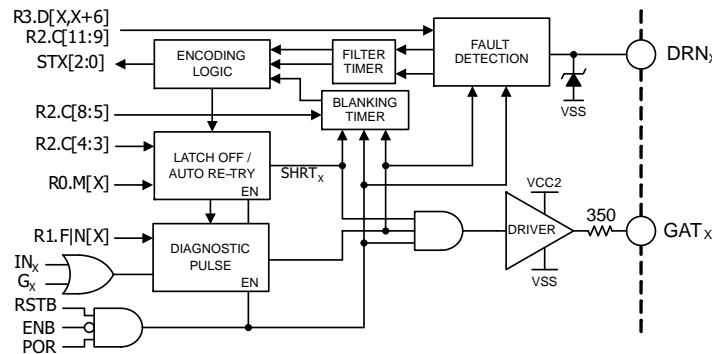 R3.D[X,X+6]
R2.C[11:9]
STX[2:0]
ENCODING
LOGIC
FILTER
TIMER
FAULT
DETECTION
DRNX
VSS
R2.C[8:5]
BLANKING
TIMER
R2.C[4:3]
R0.M[X]
LATCH OFF /
AUTO RE–TRY
EN
SHRTX
R1.F|N[X]
DIAGNOSTIC
PULSE
EN
VCC2
DRIVER
VSS
350
GATX
INX
GX
RSTB
ENB
POR